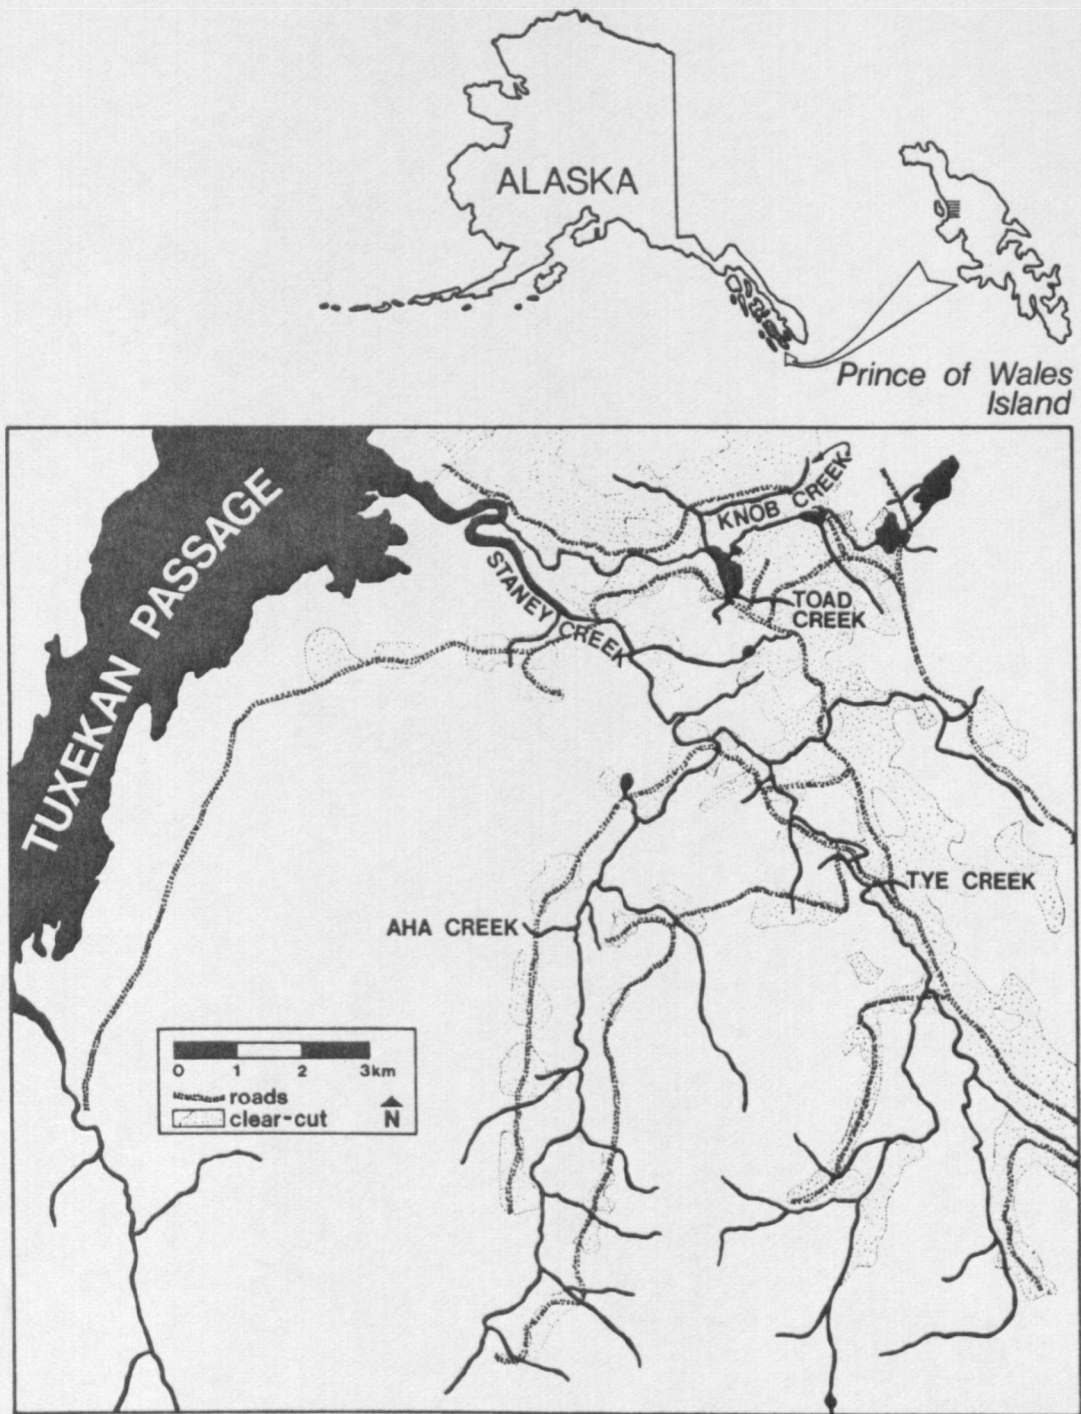 ALASKA
Prince of Wales
Island
TUXEKAN PASSAGE
STANEY CREEK
KNOB CREEK
TOAD
CREEK
TYE CREEK
AHA CREEK
0 1 2 3km
roads
clear-cut
N